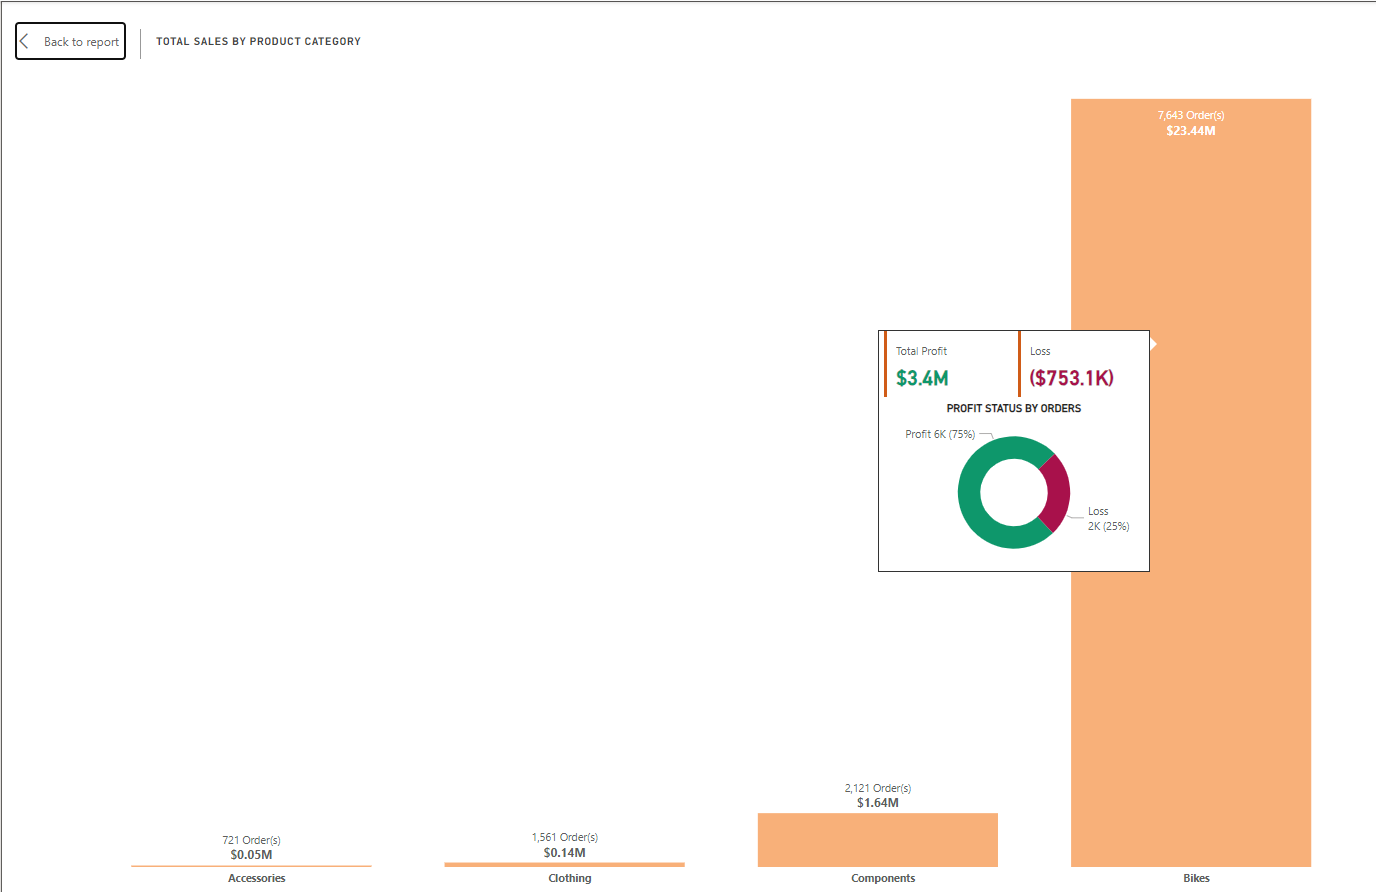 Back to report
TOTAL SALES BY PRODUCT CATEGORY
7,643 Order(s)
$23.44M
Total Profit
$3.4M
Loss
($753.1K)
PROFIT STATUS BY ORDERS
Profit 6K (75%)
Loss
2K (25%)
2,121 Order(s)
$1.64M
1,561 Order(s)
$0.14M
721 Order(s)
$0.05M
Accessories
Clothing
Components
Bikes